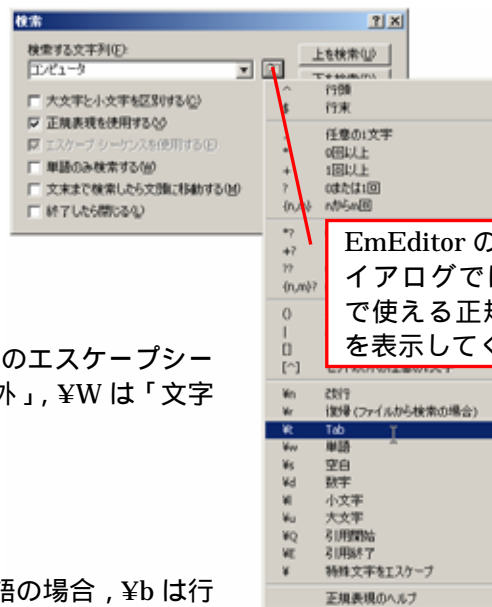 検索
検索する文字列(F):
コンピュータ
上を検索(U)
大文字と小文字を区別する(C)
正規表現を使用する(X)
エスケープ シーケンスを使用する(E)
単語のみ検索する(W)
文末まで検索したら文頭に移動する(M)
終了したら閉じる(L)
^ 行頭
$ 行末
. 任意の1文字
* 0回以上
+ 1回以上
? 0または1回
{n,m} nからm回
*?
+?
??
{n,m}?
()
|
[]
[^]
EmEditor の
イアログでは
で使える正規
を表示してく
¥n 改行
¥r 復帰 (ファイルから検索の場合)
¥t Tab
¥w 単語
¥s 空白
¥d 数字
¥l 小文字
¥u 大文字
¥Q 引用開始
¥E 引用終了
¥ 特殊文字をエスケープ
正規表現のヘルプ
のエスケープシー
外」, ¥W は「文字
語の場合 , ¥b は行